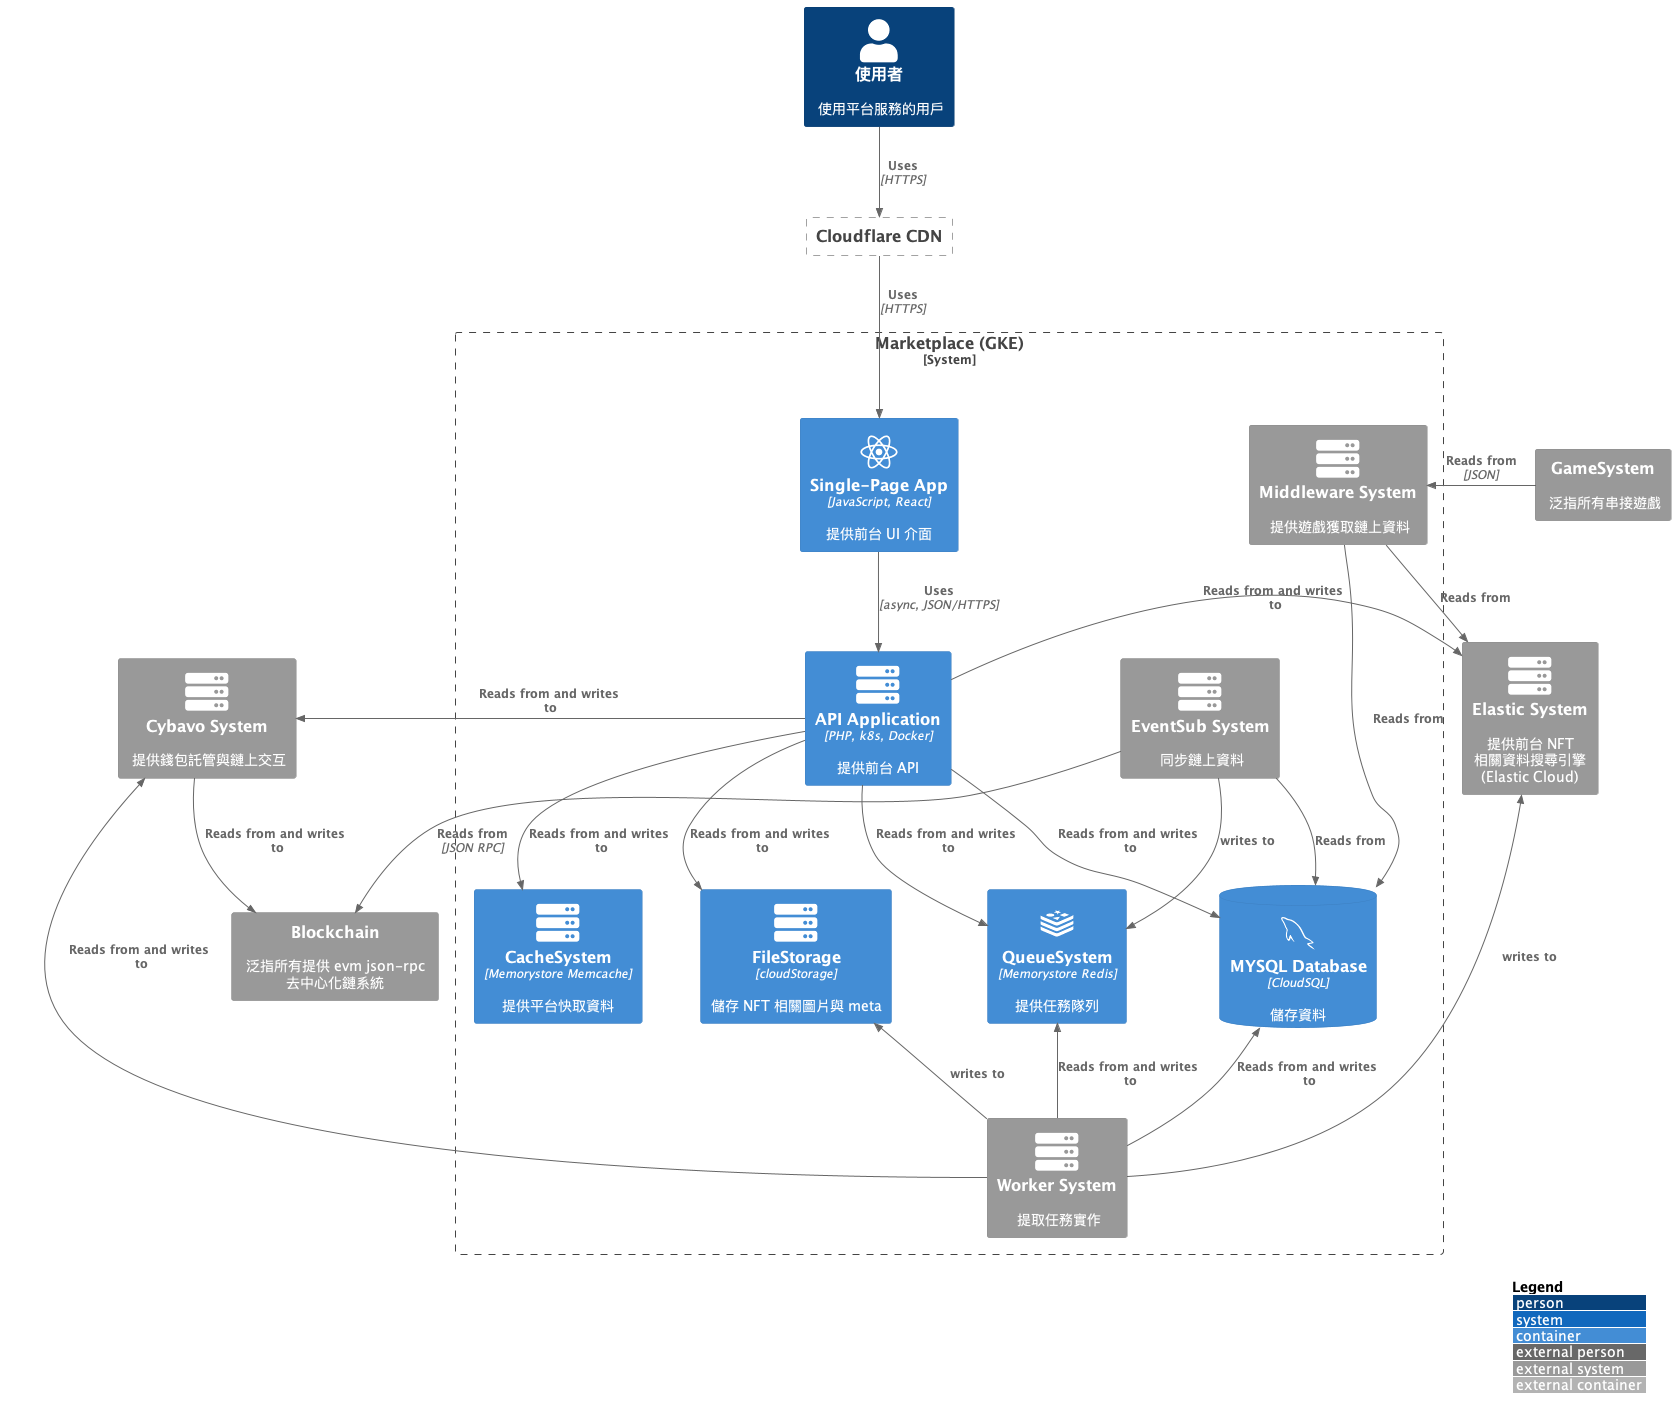 使用者
使用平台服務的用戶
Uses
[HTTPS]
Cloudflare CDN
Uses
[HTTPS]
Marketplace (GKE)
[System]
Single-Page App
[JavaScript, React]
提供前台 UI 介面
Middleware System
提供遊戲獲取鏈上資料
Reads from
[JSON]
GameSystem
泛指所有串接遊戲
Uses
[async, JSON/HTTPS]
Reads from and writes
to
Reads from
Cybavo System
提供錢包託管與鏈上交互
Reads from and writes
to
API Application
[PHP, k8s, Docker]
提供前台 API
EventSub System
同步鏈上資料
Reads from
Elastic System
提供前台 NFT
相關資料搜尋引擎
(Elastic Cloud)
Reads from and writes
to
Reads from
[JSON RPC]
Reads from and writes
to
Reads from and writes
to
Reads from and writes
to
Reads from and writes
to
writes to
Reads from
Reads from and writes
to
Blockchain
泛指所有提供 evm json-rpc
去中心化鏈系統
CacheSystem
[Memorystore Memcache]
提供平台快取資料
FileStorage
[cloudStorage]
儲存 NFT 相關圖片與 meta
QueueSystem
[Memorystore Redis]
提供任務隊列
MYSQL Database
[CloudSQL]
儲存資料
writes to
writes to
Reads from and writes
to
Reads from and writes
to
Worker System
提取任務實作
Legend
person
system
container
external person
external system
external container